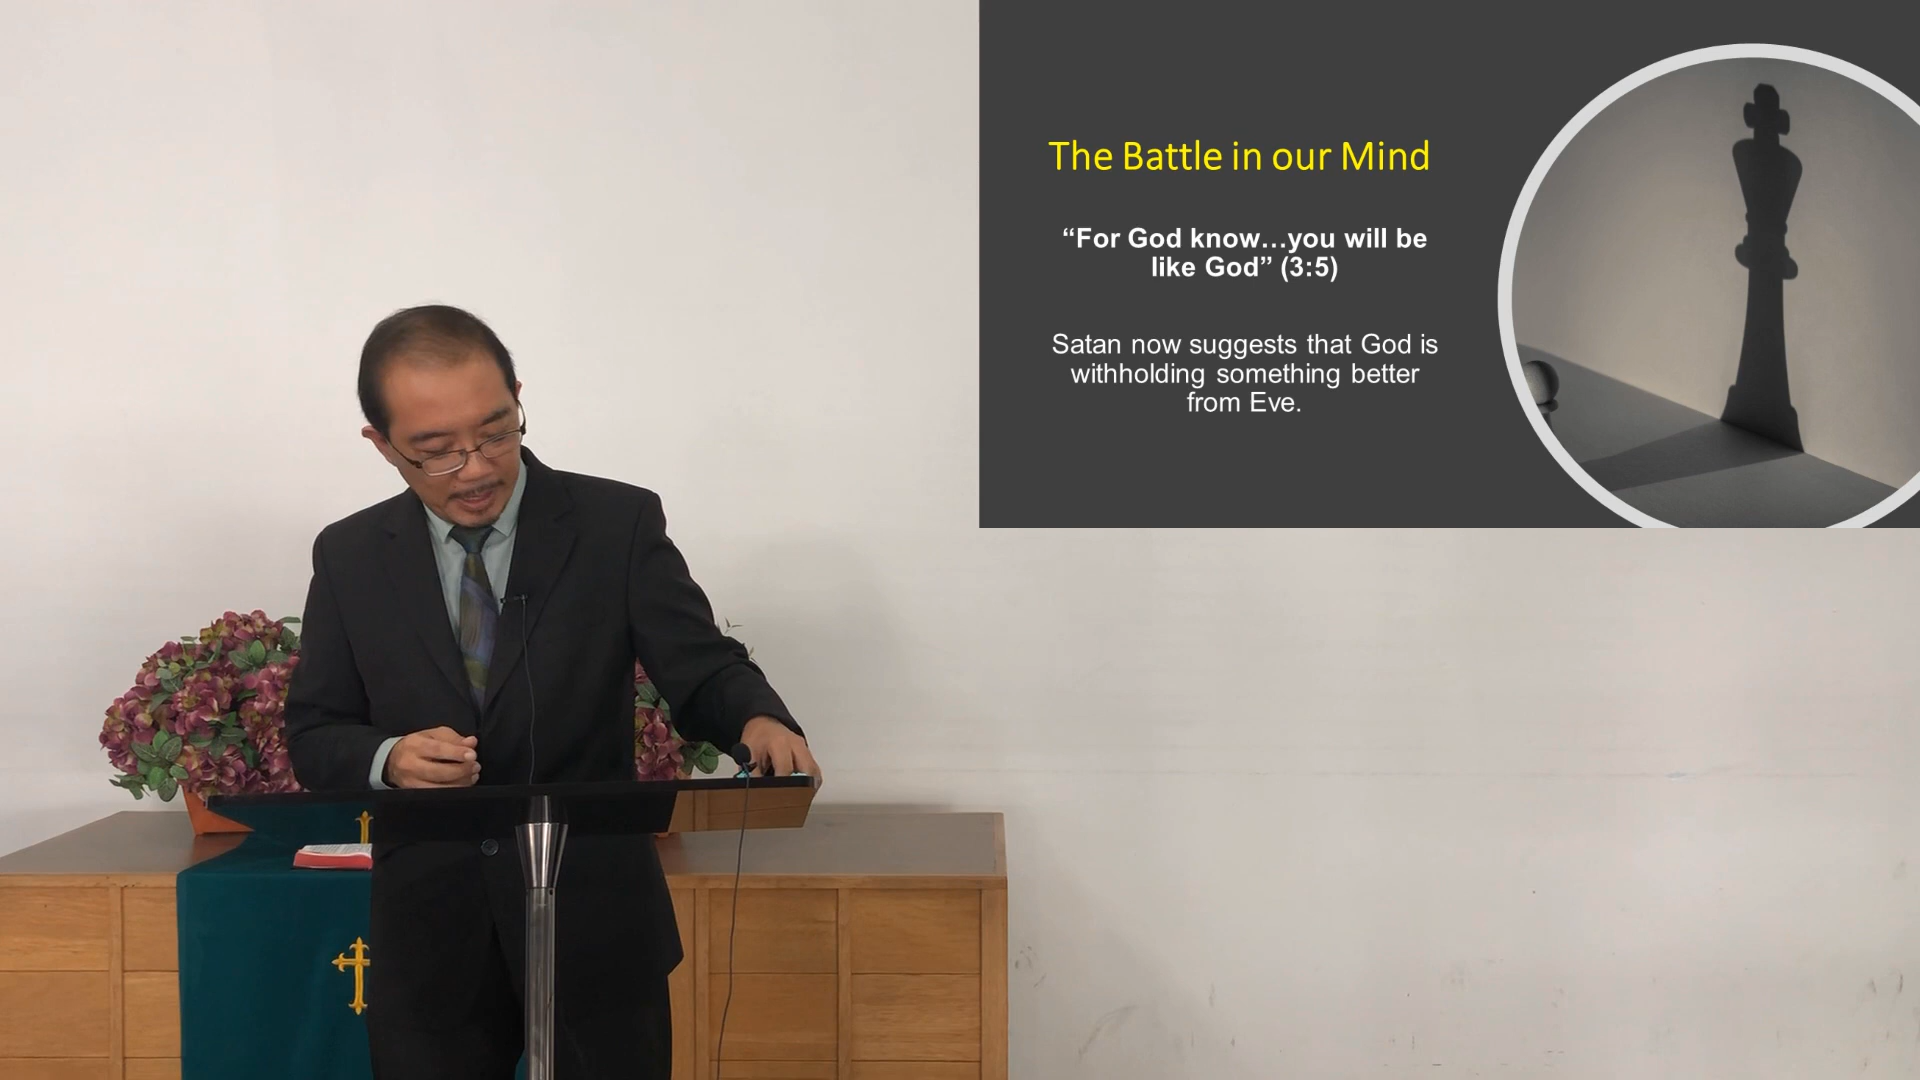 The Battle in our Mind
“For God know…you will be
like God” (3:5)
Satan now suggests that God is
withholding something better
from Eve.